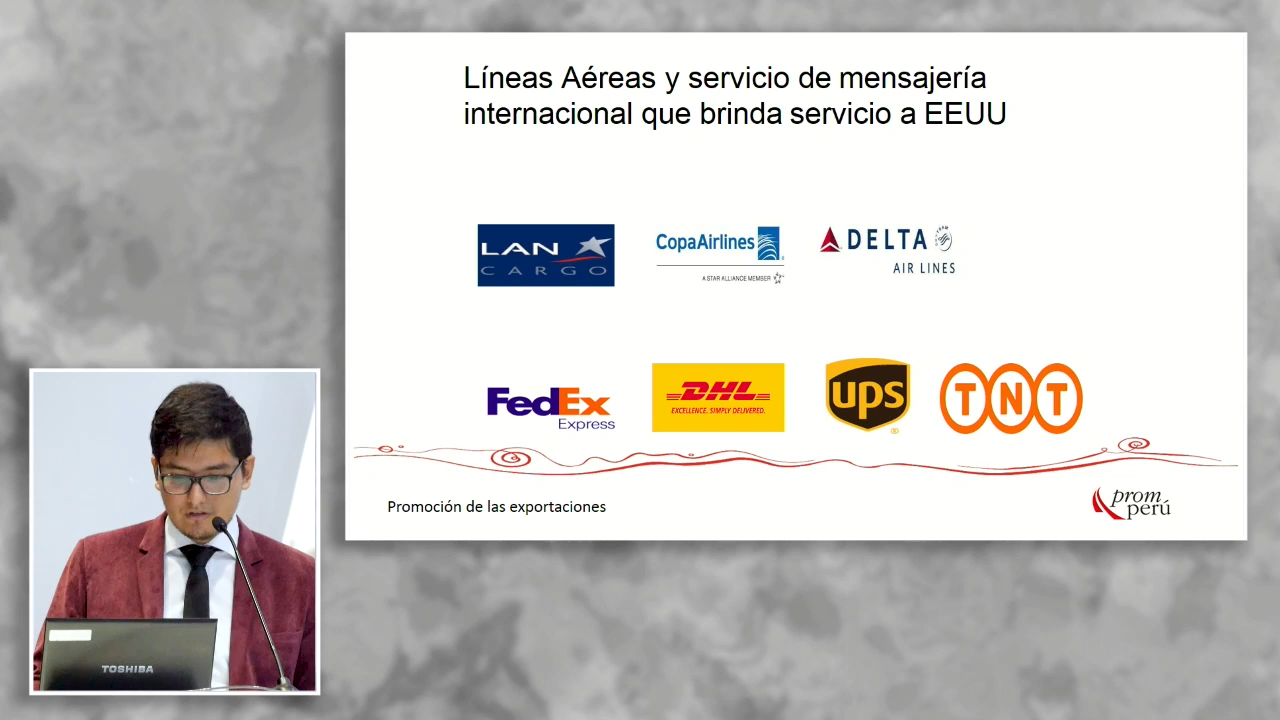 Líneas Aéreas y servicio de mensajería
internacional que brinda servicio a EEUU
LAN
CARGO
CopaAirlines
A STAR ALLIANCE MEMBER
DELTA
AIR LINES
FedEx
Express
DHL
EXCELLENCE. SIMPLY DELIVERED.
ups
TNT
Promoción de las exportaciones
prom
perú
TOSHIBA